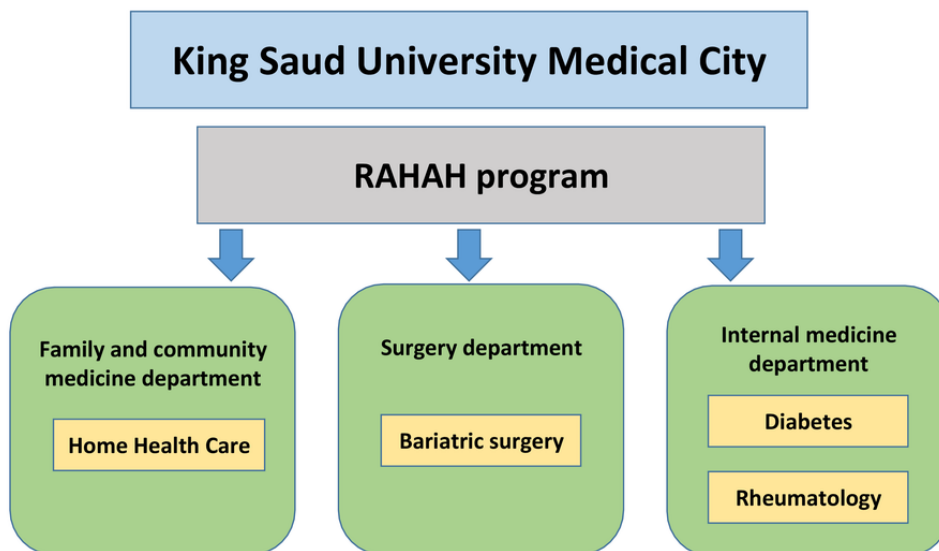 King Saud University Medical City
RAHAH program
Family and community
medicine department
Home Health Care
Surgery department
Bariatric surgery
Internal medicine
department
Diabetes
Rheumatology